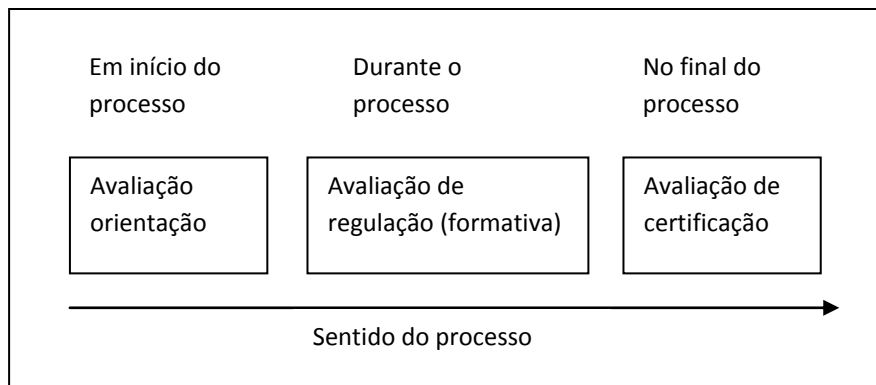 Em início do
processo
Durante o
processo
No final do
processo
Avaliação
orientação
Avaliação de
regulação (formativa)
Avaliação de
certificação
Sentido do processo